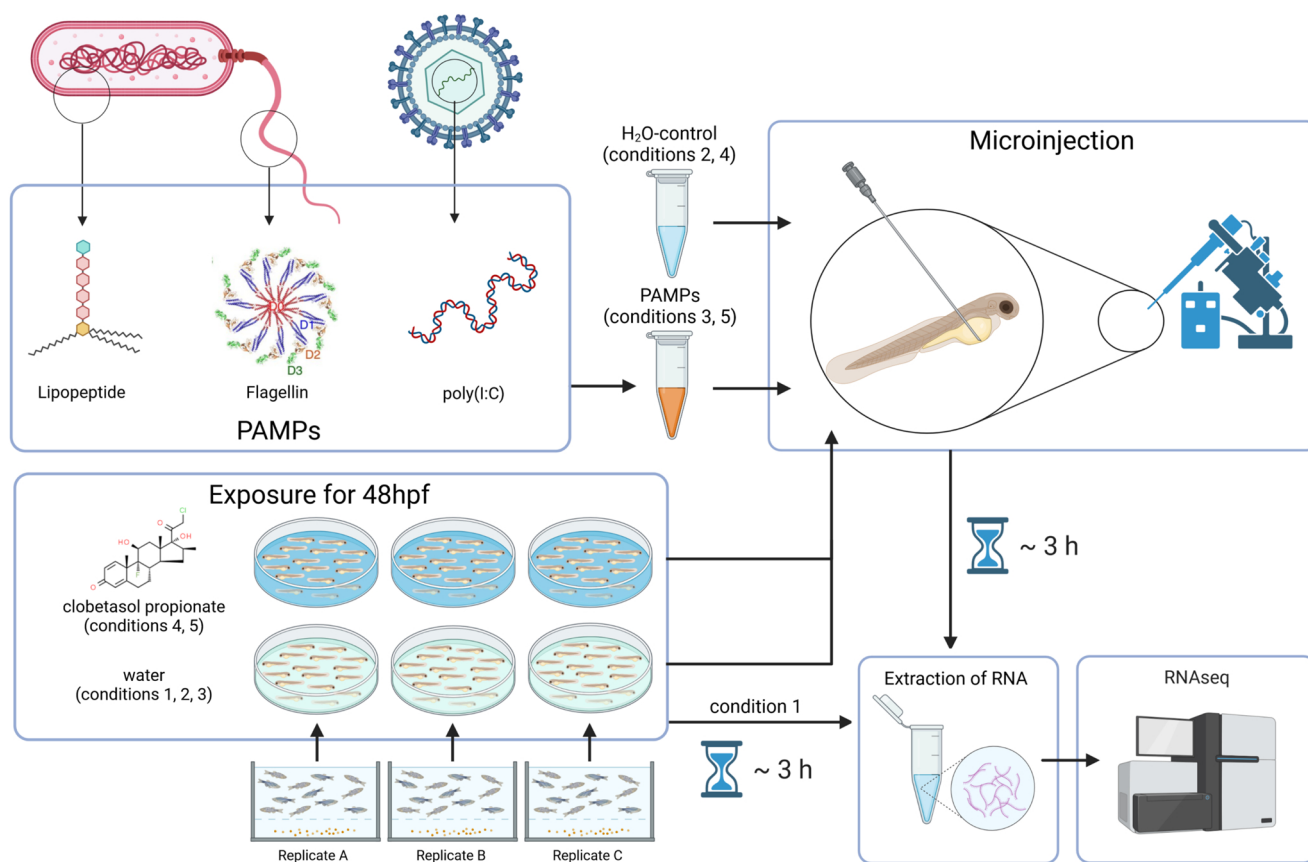 H₂O-control
(conditions 2, 4)
Microinjection
PAMPs
(conditions 3, 5)
D0
D1
D2
D3
Lipopeptide
Flagellin
poly(I:C)
PAMPs
Exposure for 48hpf
Cl
O
OH
HO
F
O
clobetasol propionate
(conditions 4, 5)
water
(conditions 1, 2, 3)
~ 3 h
condition 1
~ 3 h
Extraction of RNA
RNAseq
Replicate A
Replicate B
Replicate C